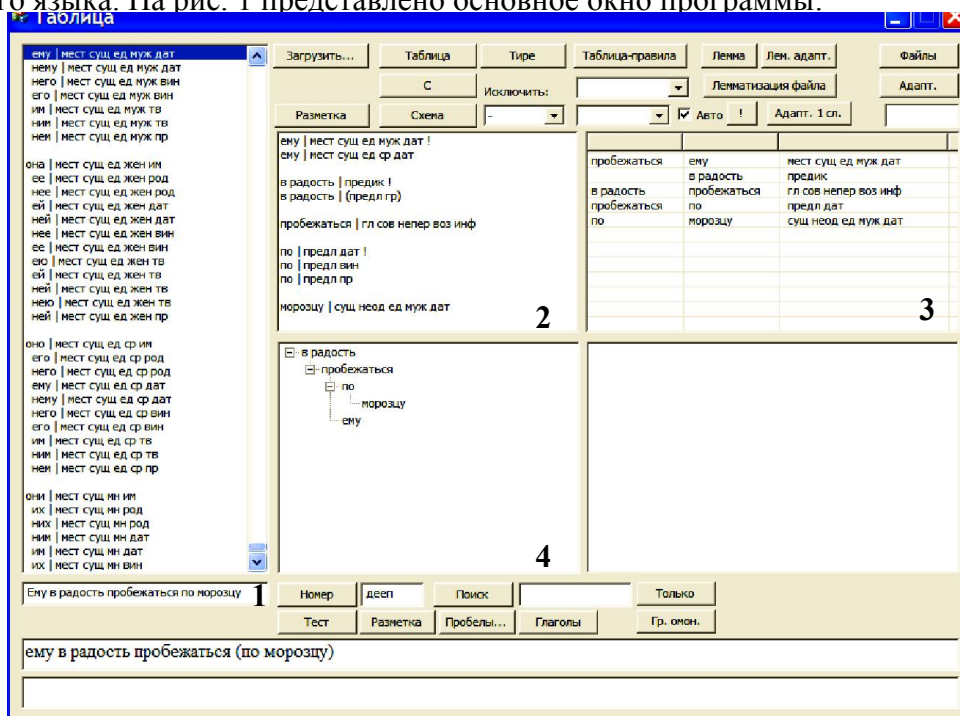 го языка. На рис. 1 представлено основное окно программы.
Таблица
ему | мест сущ ед муж дат
нему | мест сущ ед муж дат
него | мест сущ ед муж вин
его | мест сущ ед муж вин
им | мест сущ ед муж тв
ним | мест сущ ед муж тв
нем | мест сущ ед муж пр
она | мест сущ ед жен им
ее | мест сущ ед жен род
нее | мест сущ ед жен род
ей | мест сущ ед жен дат
ней | мест сущ ед жен дат
нее | мест сущ ед жен вин
ее | мест сущ ед жен вин
ею | мест сущ ед жен тв
ей | мест сущ ед жен тв
ней | мест сущ ед жен тв
нею | мест сущ ед жен тв
ней | мест сущ ед жен пр
оно | мест сущ ед ср им
его | мест сущ ед ср род
него | мест сущ ед ср род
ему | мест сущ ед ср дат
нему | мест сущ ед ср дат
него | мест сущ ед ср вин
его | мест сущ ед ср вин
им | мест сущ ед ср тв
ним | мест сущ ед ср тв
нем | мест сущ ед ср пр
они | мест сущ мн им
их | мест сущ мн род
них | мест сущ мн род
ним | мест сущ мн дат
им | мест сущ мн дат
их | мест сущ мн вин
Ему в радость пробежаться по морозцу 1
Загрузить... Таблица Тире Таблица-правила Лемма Лем. адапт. Файлы
С Исключить: Лемматизация файла Адапт.
Разметка Схема - Авто ! Адапт. 1 сл.
ему | мест сущ ед муж дат !
ему | мест сущ ед ср дат
в радость | предик !
в радость | (предл гр)
пробежаться | гл сов непер воз инф
по | предл дат !
по | предл вин
по | предл пр
морозцу | сущ неод ед муж дат
2
пробежаться ему мест сущ ед муж дат
в радость предик
в радость пробежаться гл сов непер воз инф
пробежаться по предл дат
по морозцу сущ неод ед муж дат
3
в радость
пробежаться
по
морозцу
ему
4
Номер дееп Поиск Только
Тест Разметка Пробелы... Глаголы Гр. омон.
ему в радость пробежаться (по морозцу)